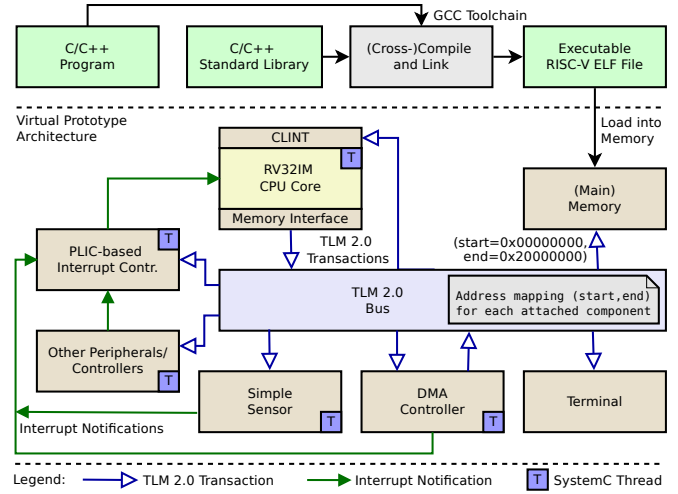 GCC Toolchain
C/C++
Program
C/C++
Standard Library
(Cross-)Compile
and Link
Executable
RISC-V ELF File
Virtual Prototype
Architecture
Load into
Memory
CLINT
T
RV32IM
CPU Core
Memory Interface
(Main)
Memory
T
PLIC-based
Interrupt Contr.
TLM 2.0
Transactions
(start=0x00000000,
end=0x20000000)
TLM 2.0
Bus
Address mapping (start,end)
for each attached component
Other Peripherals/
Controllers
T
Simple
Sensor
T
DMA
Controller
T
Terminal
Interrupt Notifications
Legend:
TLM 2.0 Transaction
Interrupt Notification
T
SystemC Thread